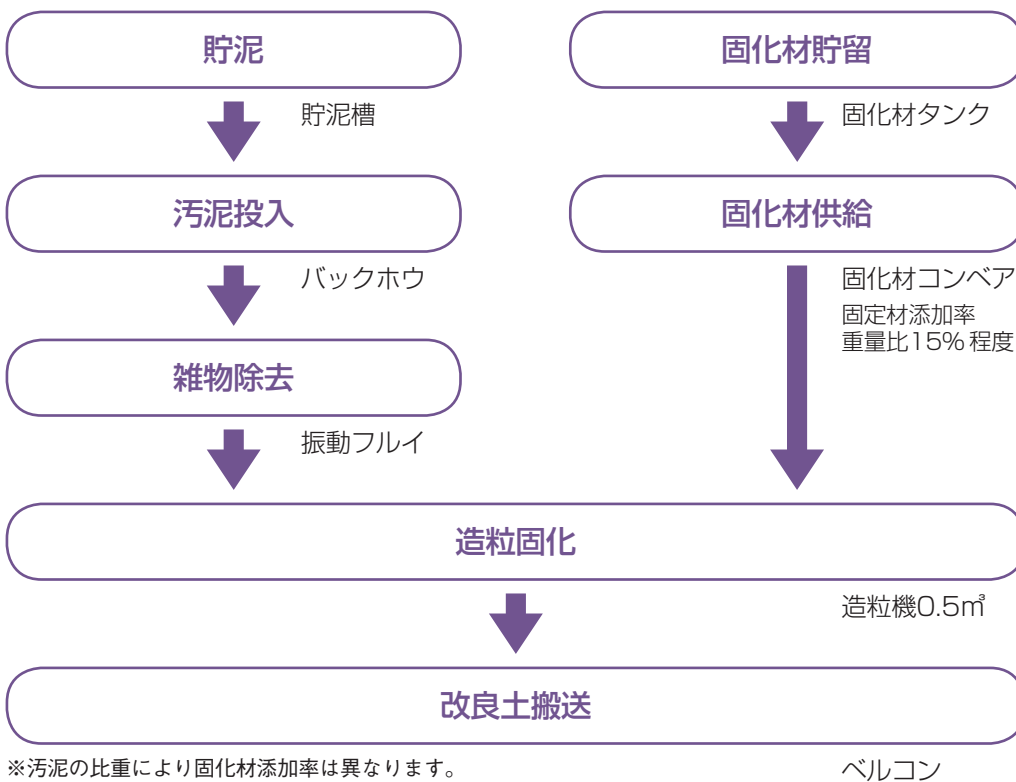 貯泥
貯泥槽
汚泥投入
バックホウ
雑物除去
振動フルイ
固化材貯留
固化材タンク
固化材供給
固化材コンベア
固定材添加率
重量比15%程度
造粒固化
造粒機0.5㎥
改良土搬送
ベルコン
※汚泥の比重により固化材添加率は異なります。